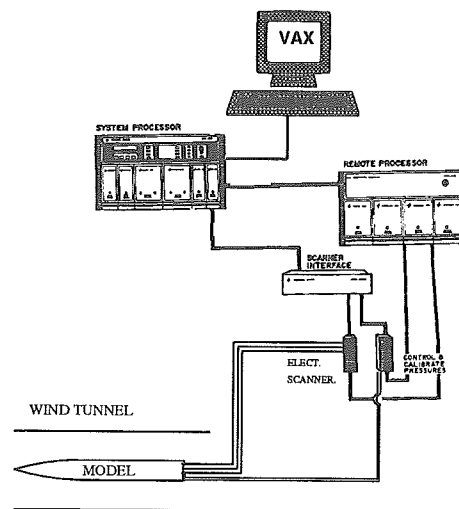 VAX
SYSTEM PROCESSOR
REMOTE PROCESSOR
SCANNER
INTERFACE
ELECT.
SCANNER.
CONTROL &
CALIBRATE
PRESSURES
WIND TUNNEL
MODEL